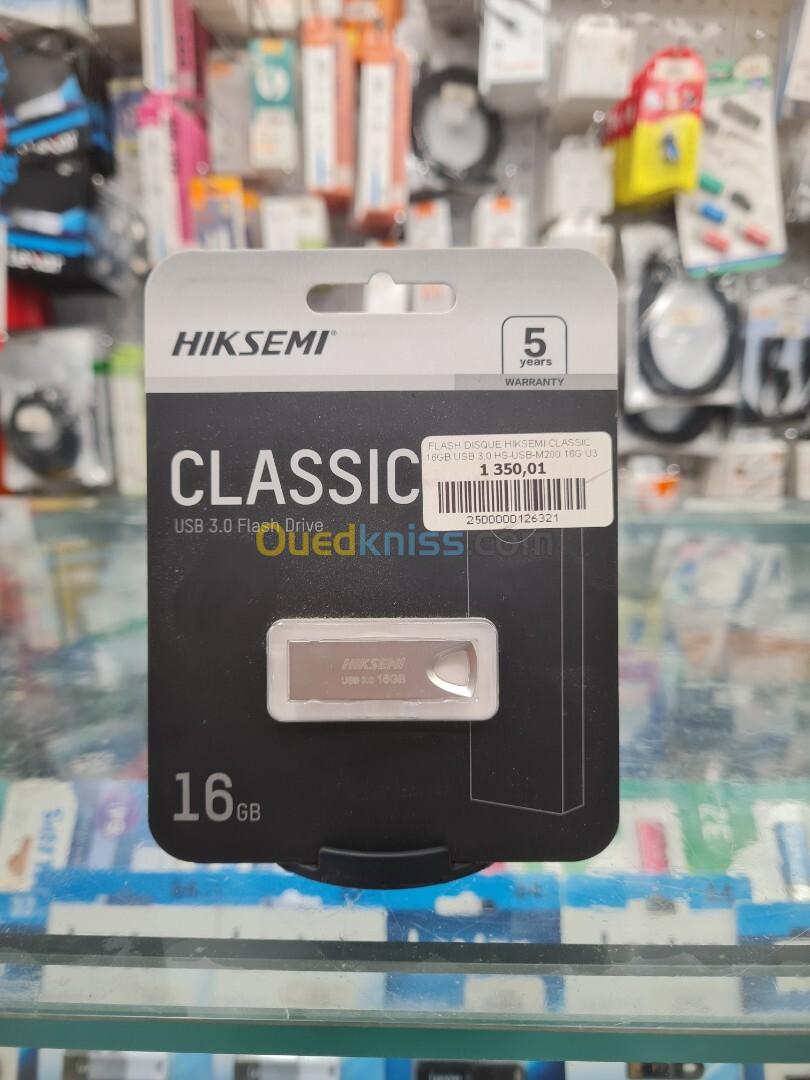 HIKSEMI®
5
years
WARRANTY
CLASSIC
USB 3.0 Flash Drive
FLASH DISQUE HIKSEMI CLASSIC
16GB USB 3.0 HS-USB-M200 16G U3
1 350,01
2500000126321
Ouedkniss.com
HIKSEMI
USB 3.0 16GB
16GB